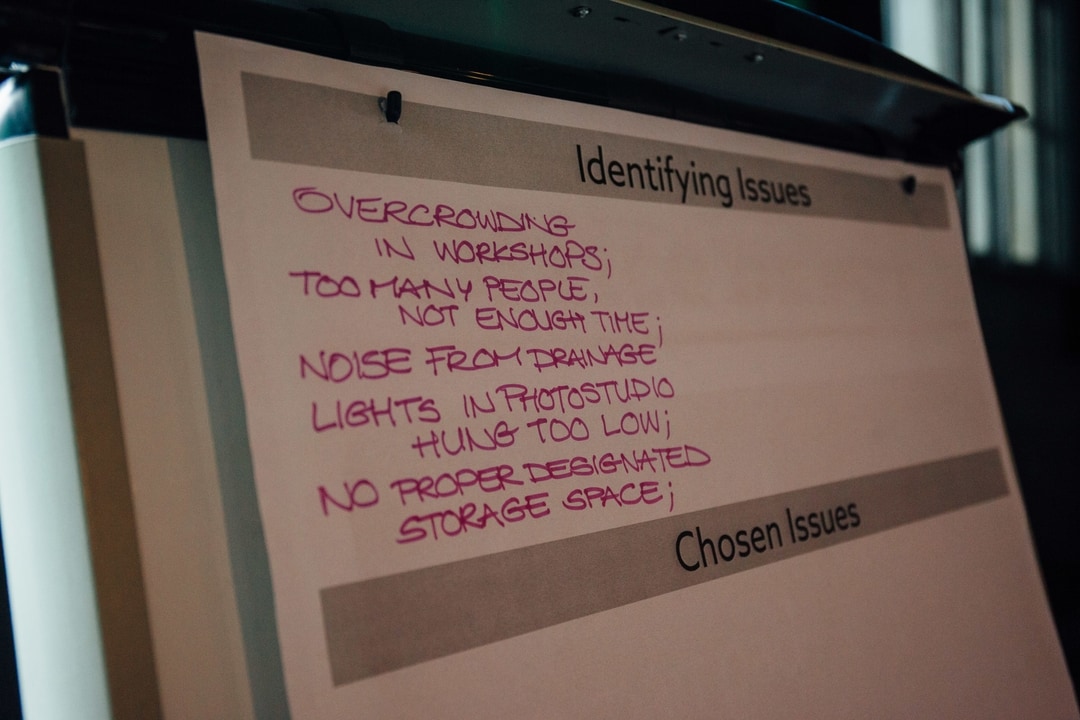 Identifying Issues
OVERCROWDING
IN WORKSHOPS;
TOO MANY PEOPLE,
NOT ENOUGH TIME;
NOISE FROM DRAINAGE
LIGHTS IN PHOTOSTUDIO
HUNG TOO LOW;
NO PROPER DESIGNATED
STORAGE SPACE;
Chosen Issues